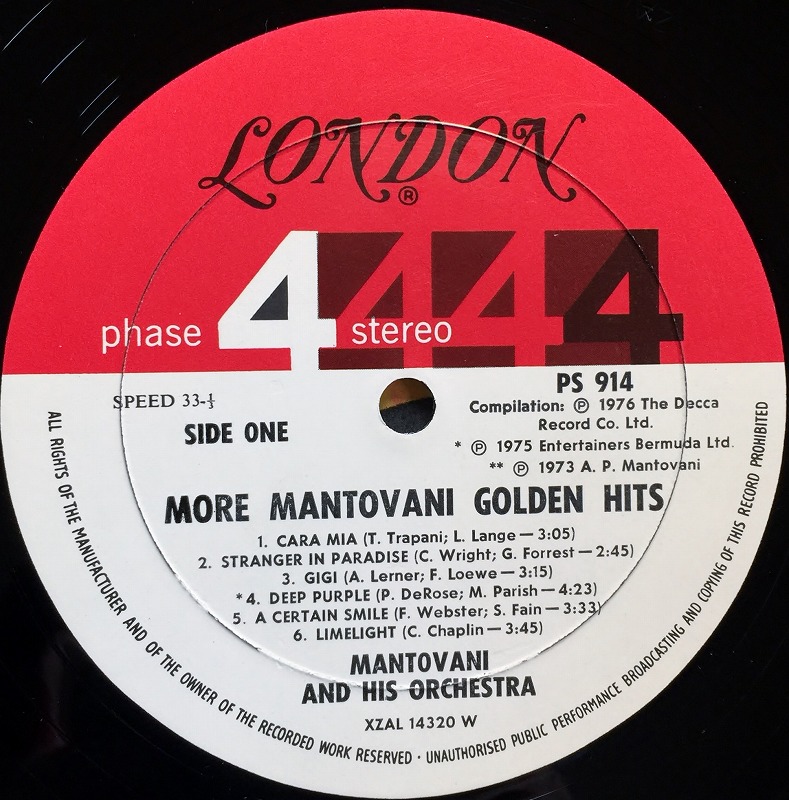 LONDON
®
phase 4 stereo 444
PS 914
SPEED 33-⅓
Compilation: ℗ 1976 The Decca
Record Co. Ltd.
SIDE ONE
* ℗ 1975 Entertainers Bermuda Ltd.
** ℗ 1973 A. P. Mantovani
MORE MANTOVANI GOLDEN HITS
1. CARA MIA (T. Trapani; L. Lange — 3:05)
2. STRANGER IN PARADISE (C. Wright; G. Forrest — 2:45)
3. GIGI (A. Lerner; F. Loewe — 3:15)
*4. DEEP PURPLE (P. DeRose; M. Parish — 4:23)
5. A CERTAIN SMILE (F. Webster; S. Fain — 3:33)
6. LIMELIGHT (C. Chaplin — 3:45)
MANTOVANI
AND HIS ORCHESTRA
XZAL 14320 W
ALL RIGHTS OF THE MANUFACTURER AND OF THE OWNER OF THE RECORDED WORK RESERVED · UNAUTHORISED PUBLIC PERFORMANCE BROADCASTING AND COPYING OF THIS RECORD PROHIBITED